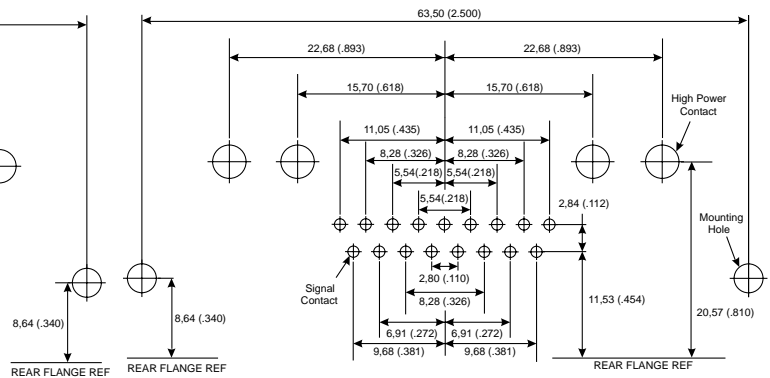 63,50 (2.500)
22,68 (.893)
22,68 (.893)
15,70 (.618)
15,70 (.618)
High Power
Contact
11,05 (.435)
11,05 (.435)
8,28 (.326)
8,28 (.326)
5,54(.218)
5,54(.218)
5,54(.218)
2,84 (.112)
Mounting
Hole
Signal
Contact
2,80 (.110)
8,28 (.326)
11,53 (.454)
20,57 (.810)
8,64 (.340)
8,64 (.340)
6,91 (.272)
6,91 (.272)
9,68 (.381)
9,68 (.381)
REAR FLANGE REF
REAR FLANGE REF
REAR FLANGE REF